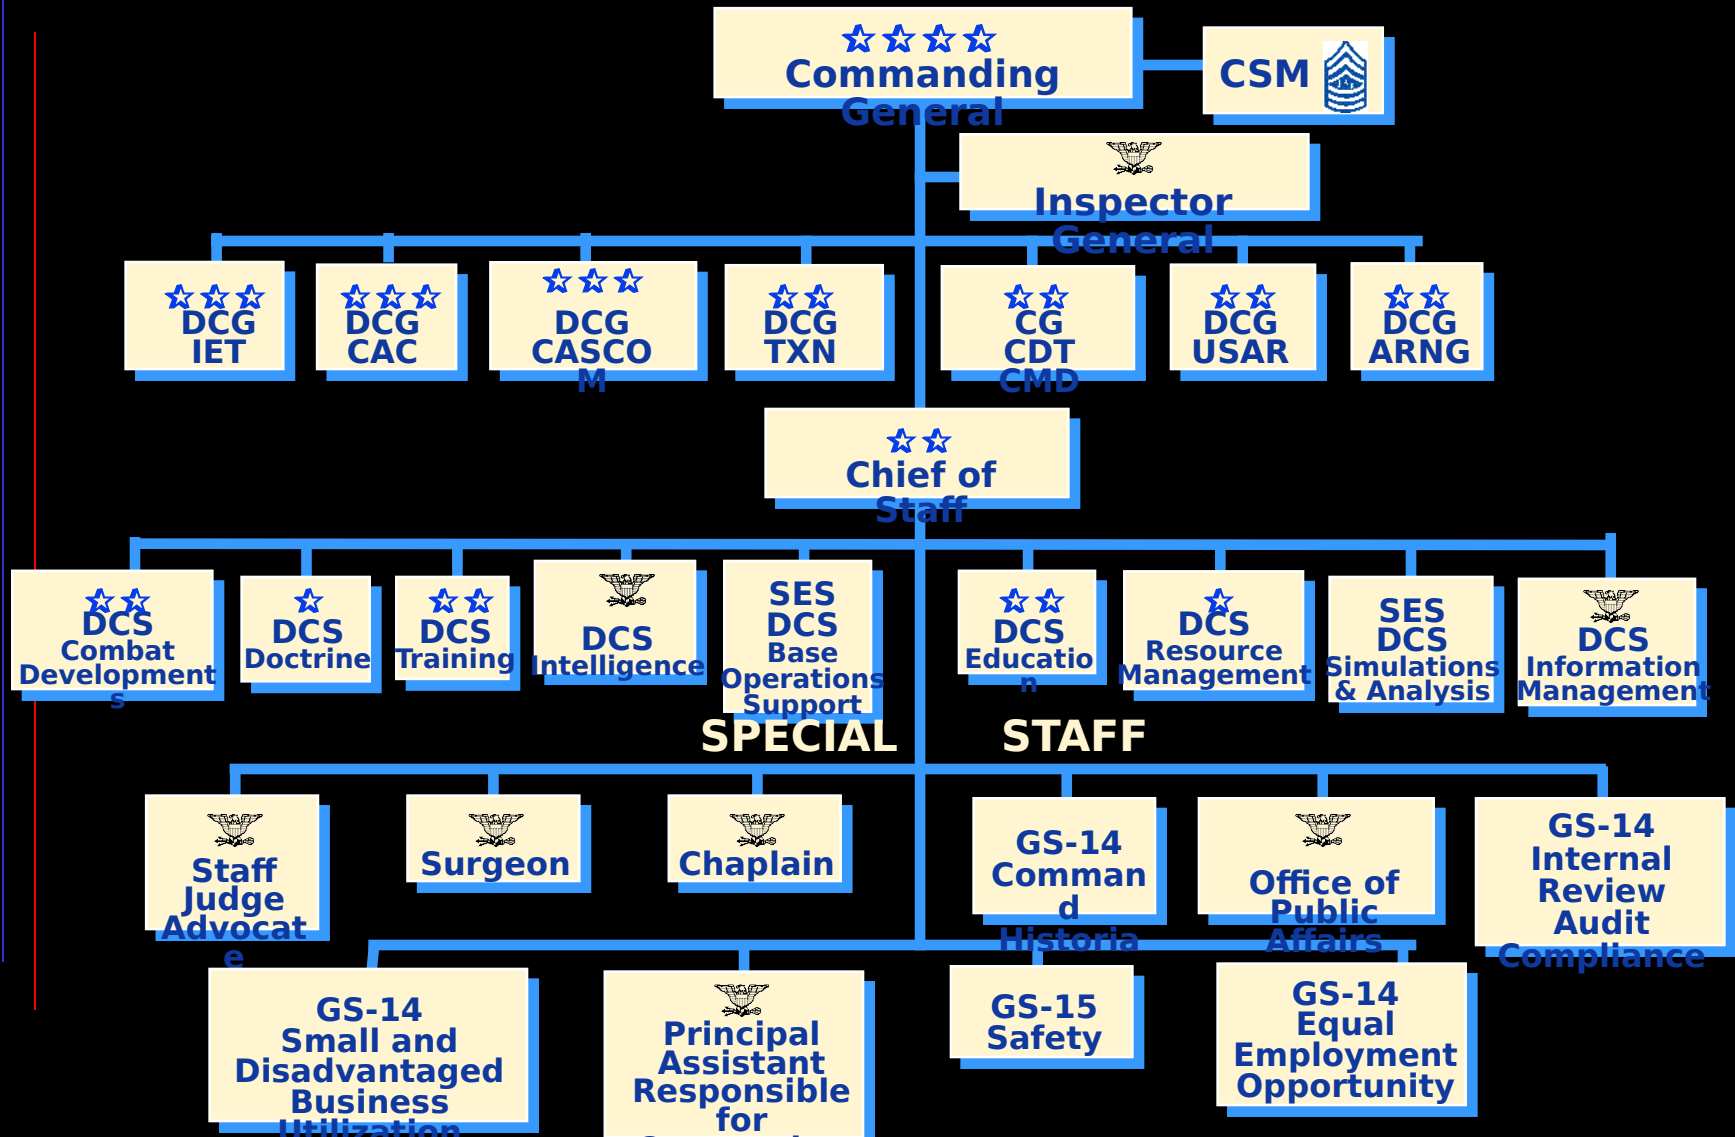 Commanding
General
CSM
Inspector
General
DCG
IET
DCG
CAC
DCG
CASCO
M
DCG
TXN
CG
CDT
CMD
DCG
USAR
DCG
ARNG
Chief of
Staff
DCS
Combat
Development
s
DCS
Doctrine
DCS
Training
DCS
Intelligence
SES
DCS
Base
Operations
Support
DCS
Educatio
n
DCS
Resource
Management
SES
DCS
Simulations
& Analysis
DCS
Information
Management
SPECIAL STAFF
Staff
Judge
Advocat
e
Surgeon
Chaplain
GS-14
Comman
d
Historia
Office of
Public
Affairs
GS-14
Internal
Review
Audit
Compliance
GS-14
Small and
Disadvantaged
Business
Utilization
Principal
Assistant
Responsible
for
GS-15
Safety
GS-14
Equal
Employment
Opportunity